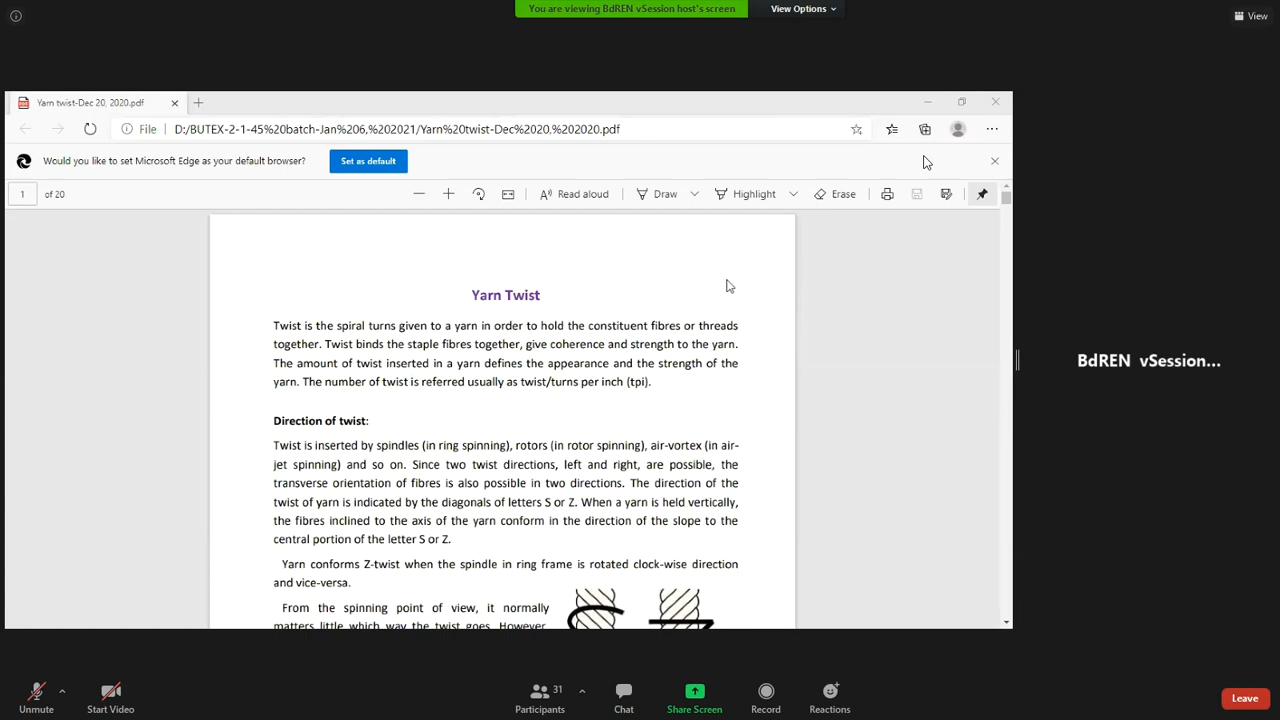 You are viewing BdREN vSession host's screen
View Options
View
Yarn twist-Dec 20, 2020.pdf
File
D:/BUTEX-2-1-45%20batch-Jan%206,%202021/Yarn%20twist-Dec%2020,%202020.pdf
Would you like to set Microsoft Edge as your default browser?
Set as default
1 of 20
Read aloud
Draw
Highlight
Erase
Yarn Twist
Twist is the spiral turns given to a yarn in order to hold the constituent fibres or threads
together. Twist binds the staple fibres together, give coherence and strength to the yarn.
The amount of twist inserted in a yarn defines the appearance and the strength of the
yarn. The number of twist is referred usually as twist/turns per inch (tpi).
Direction of twist:
Twist is inserted by spindles (in ring spinning), rotors (in rotor spinning), air-vortex (in air-
jet spinning) and so on. Since two twist directions, left and right, are possible, the
transverse orientation of fibres is also possible in two directions. The direction of the
twist of yarn is indicated by the diagonals of letters S or Z. When a yarn is held vertically,
the fibres inclined to the axis of the yarn conform in the direction of the slope to the
central portion of the letter S or Z.
Yarn conforms Z-twist when the spindle in ring frame is rotated clock-wise direction
and vice-versa.
From the spinning point of view, it normally
matters little which way the twist goes. However,
BdREN vSession...
Unmute
Start Video
31
Participants
Chat
Share Screen
Record
Reactions
Leave